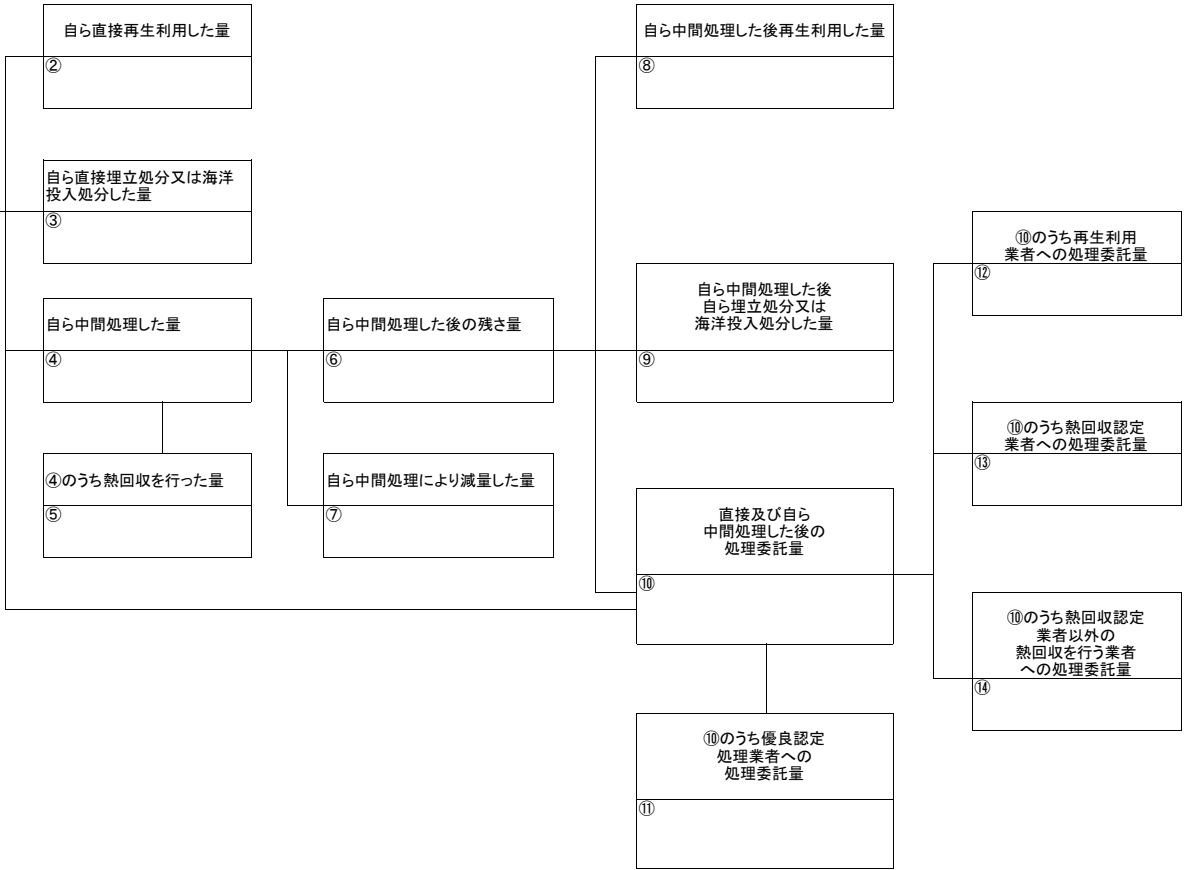 自ら直接再生利用した量
②
自ら直接埋立処分又は海洋
投入処分した量
③
自ら中間処理した量
④
④のうち熱回収を行った量
⑤
自ら中間処理した後の残さ量
⑥
自ら中間処理により減量した量
⑦
自ら中間処理した後再生利用した量
⑧
自ら中間処理した後
自ら埋立処分又は
海洋投入処分した量
⑨
直接及び自ら
中間処理した後の
処理委託量
⑩
⑩のうち優良認定
処理業者への
処理委託量
⑪
⑩のうち再生利用
業者への処理委託量
⑫
⑩のうち熱回収認定
業者への処理委託量
⑬
⑩のうち熱回収認定
業者以外の
熱回収を行う業者
への処理委託量
⑭